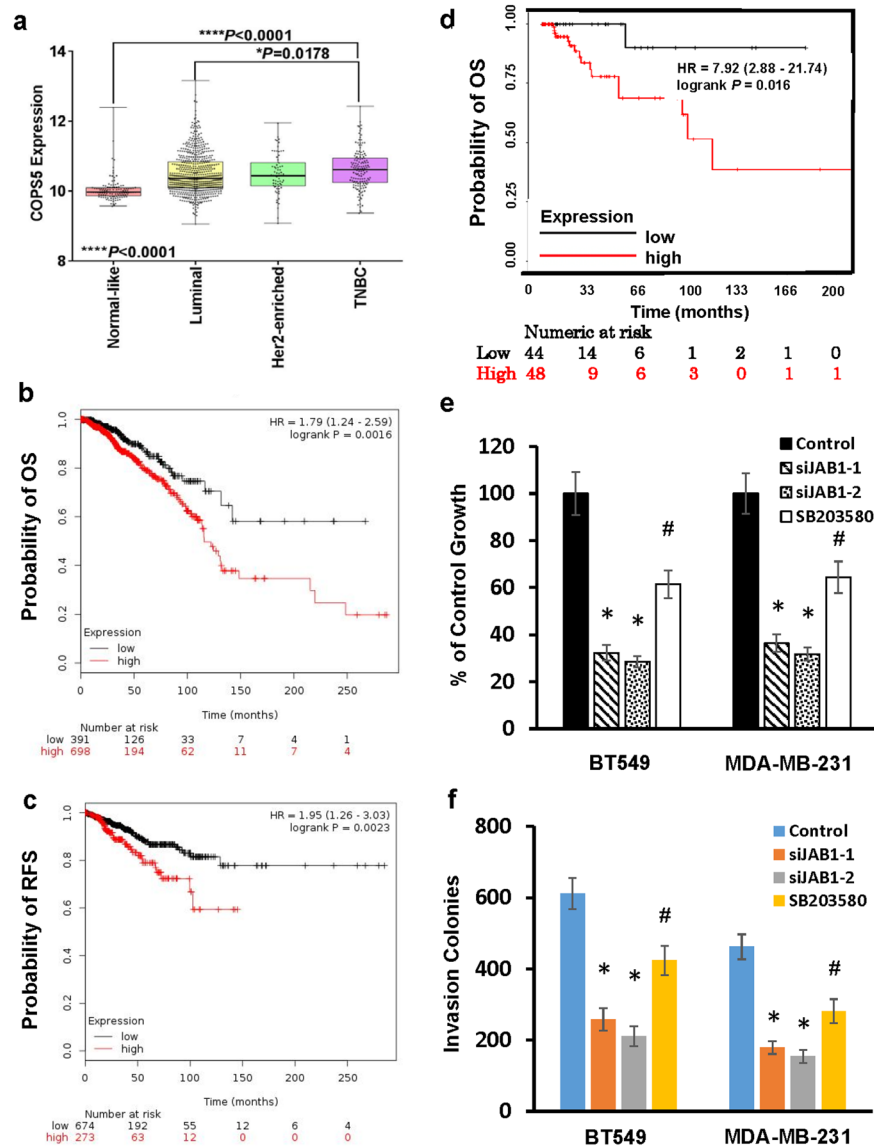 a
****P<0.0001
*P=0.0178
COPS5 Expression
14
12
10
8
****P<0.0001
Normal-like
Luminal
Her2-enriched
TNBC
b
HR = 1.79 (1.24 - 2.59)
logrank P = 0.0016
Probability of OS
1.0
0.8
0.6
0.4
0.2
0.0
Expression
low
high
0 50 100 150 200 250
Time (months)
Number at risk
low 391 126 33 7 4 1
high 698 194 62 11 7 4
c
HR = 1.95 (1.26 - 3.03)
logrank P = 0.0023
Probability of RFS
1.0
0.8
0.6
0.4
0.2
0.0
Expression
low
high
0 50 100 150 200 250
Time (months)
Number at risk
low 674 192 55 12 6 4
high 273 63 12 0 0 0
d
HR = 7.92 (2.88 - 21.74)
logrank P = 0.016
Probability of OS
1.00
0.75
0.50
0.25
0.00
Expression
low
high
0 33 66 100 133 166 200
Time (months)
Numeric at risk
Low 44 14 6 1 2 1 0
High 48 9 6 3 0 1 1
e
% of Control Growth
120
100
80
60
40
20
0
Control
siJAB1-1
siJAB1-2
SB203580
* * #
* * #
BT549 MDA-MB-231
f
Invasion Colonies
800
600
400
200
0
Control
siJAB1-1
siJAB1-2
SB203580
* * #
* * #
BT549 MDA-MB-231